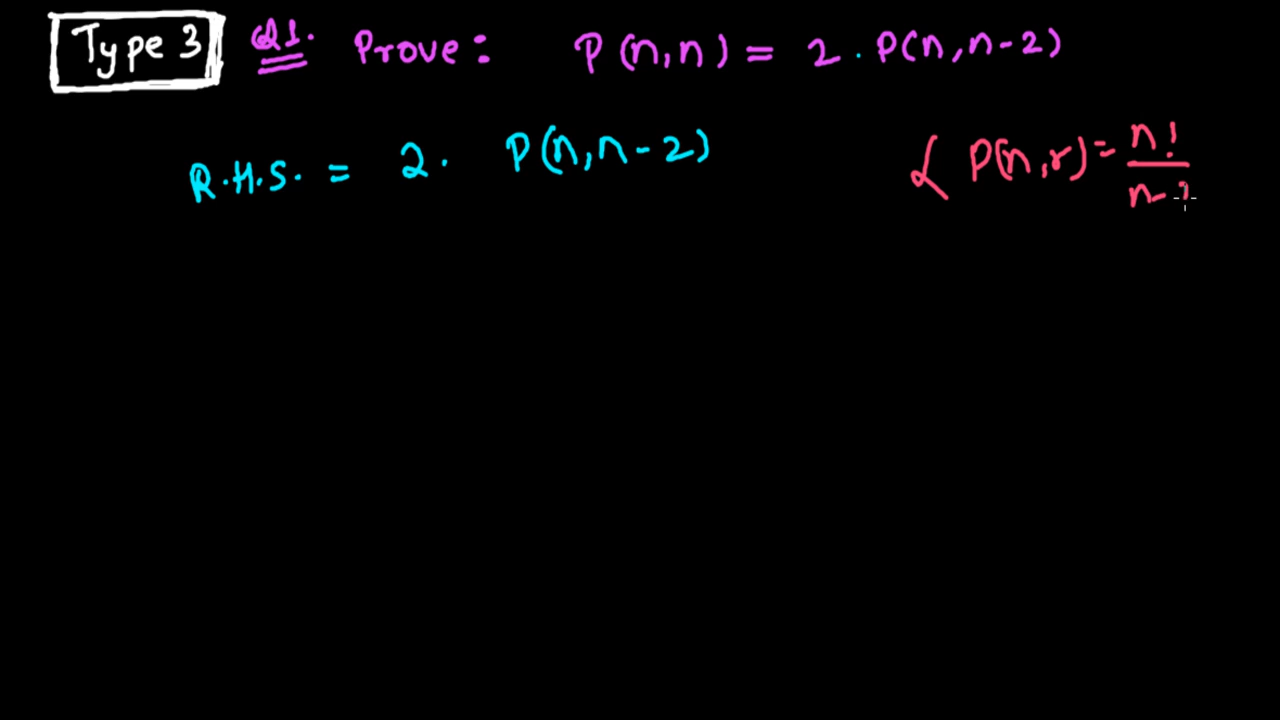 Type 3 Q1. Prove: P(n,n) = 2 · P(n,n-2)
R.H.S. = 2 · P(n,n-2) { P(n,r) = n! / n-